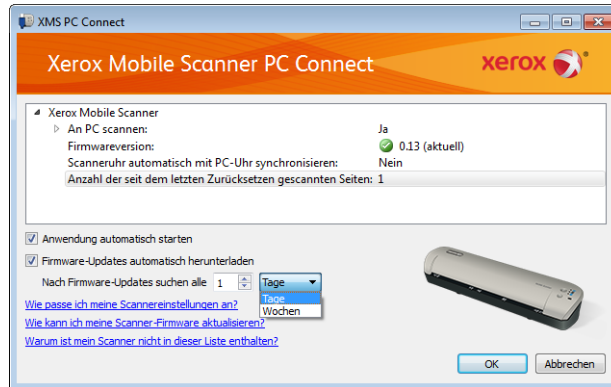 XMS PC Connect
Xerox Mobile Scanner PC Connect
xerox
Xerox Mobile Scanner
An PC scannen: Ja
Firmwareversion: 0.13 (aktuell)
Scanneruhr automatisch mit PC-Uhr synchronisieren: Nein
Anzahl der seit dem letzten Zurücksetzen gescannten Seiten: 1
Anwendung automatisch starten
Firmware-Updates automatisch herunterladen
Nach Firmware-Updates suchen alle 1 Tage
Tage
Wochen
Wie passe ich meine Scannereinstellungen an?
Wie kann ich meine Scanner-Firmware aktualisieren?
Warum ist mein Scanner nicht in dieser Liste enthalten?
OK Abbrechen